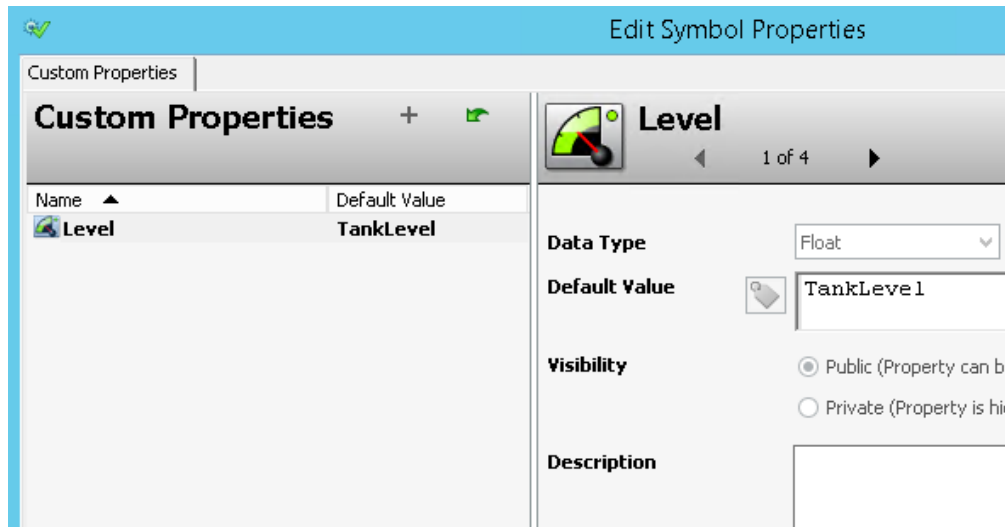 Edit Symbol Properties
Custom Properties
Custom Properties
Name
Default Value
Level
TankLevel
Level
1 of 4
Data Type
Float
Default Value
TankLevel
Visibility
Public (Property can b
Private (Property is hi
Description